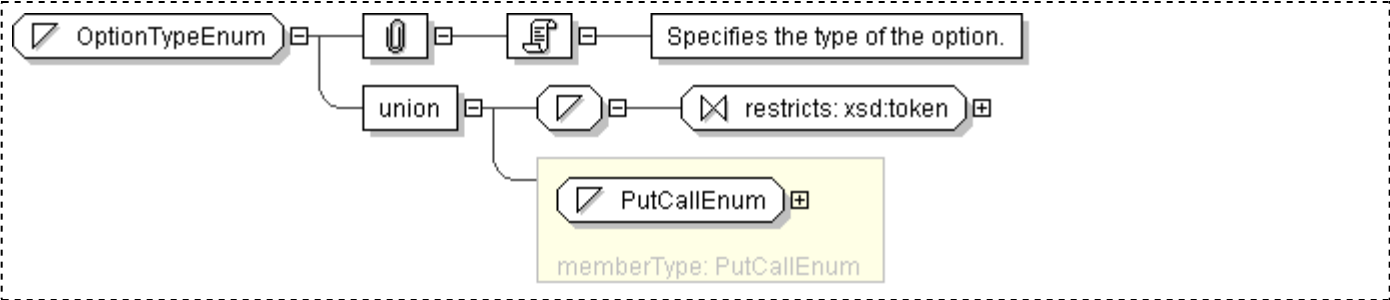 OptionTypeEnum
Specifies the type of the option.
union
restricts: xsd:token
PutCallEnum
memberType: PutCallEnum